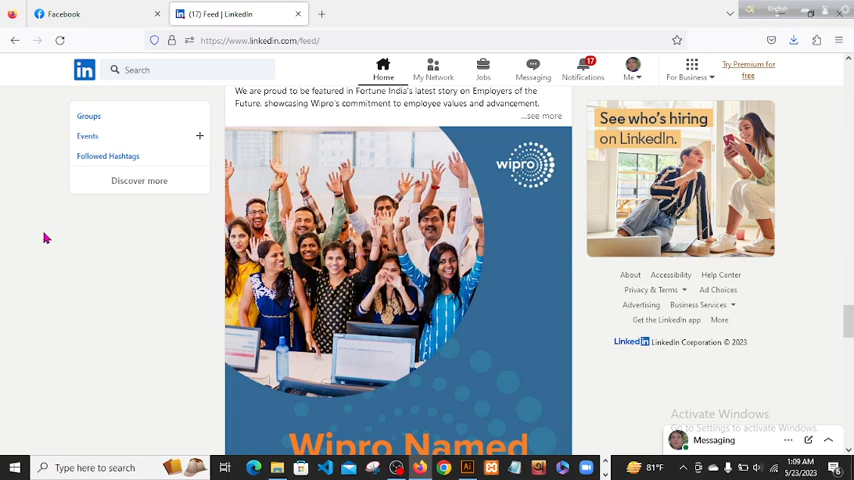 Facebook
(17) Feed | LinkedIn
English
https://www.linkedin.com/feed/
in
Search
Home
My Network
Jobs
Messaging
17
Notifications
Me
For Business
Try Premium for
free
We are proud to be featured in Fortune India's latest story on Employers of the
Future, showcasing Wipro's commitment to employee values and advancement.
...see more
Groups
Events
Followed Hashtags
Discover more
wipro
Wipro Named
See who's hiring
on LinkedIn.
About Accessibility Help Center
Privacy & Terms Ad Choices
Advertising Business Services
Get the LinkedIn app More
LinkedIn LinkedIn Corporation © 2023
Activate Windows
Go to Settings to activate Windows.
Messaging
Type here to search
Ai
81°F
1:09 AM
5/23/2023
6